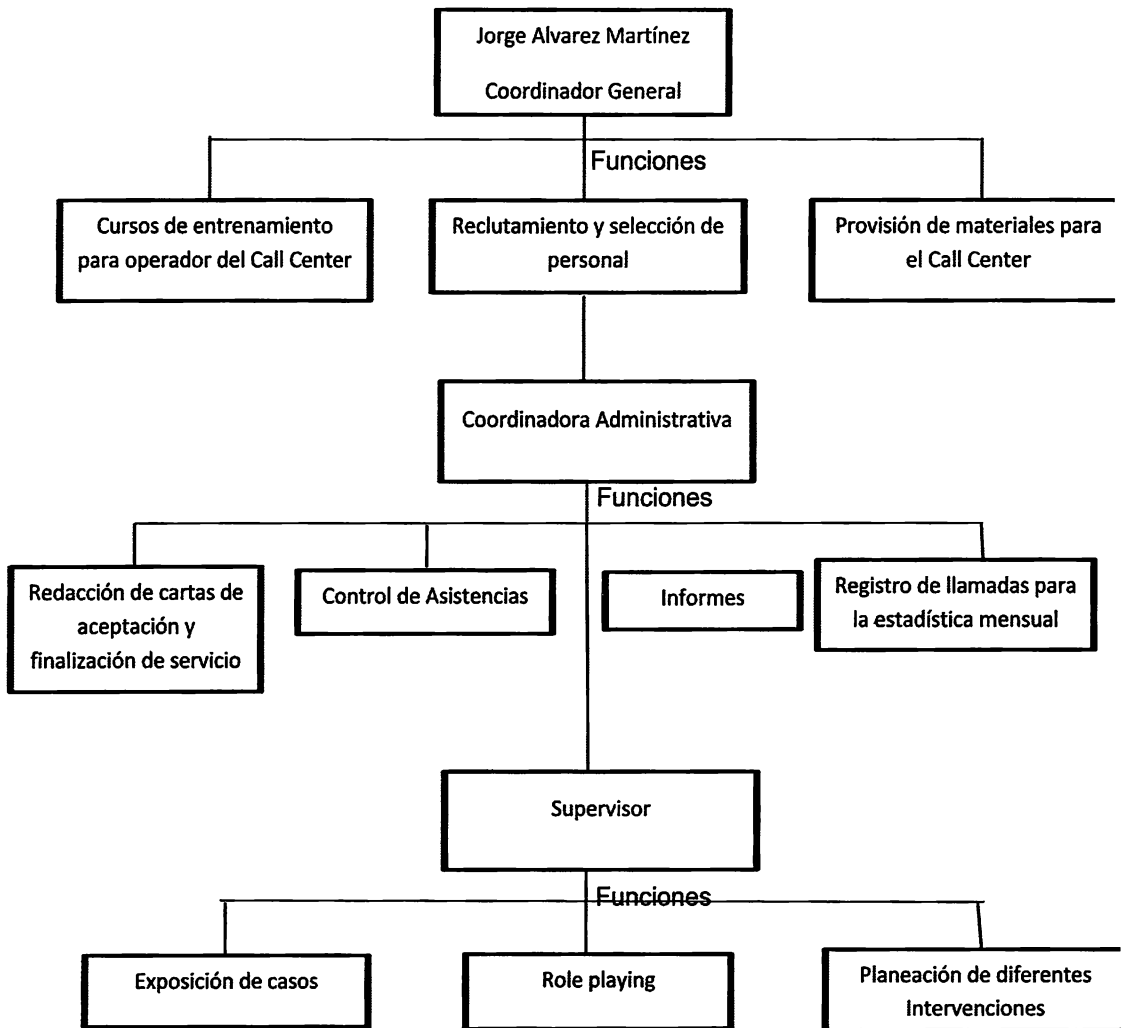 Jorge Alvarez Martínez
Coordinador General
Funciones
Cursos de entrenamiento
para operador del Call Center
Reclutamiento y selección de
personal
Provisión de materiales para
el Call Center
Coordinadora Administrativa
Funciones
Redacción de cartas de
aceptación y
finalización de servicio
Control de Asistencias
Informes
Registro de llamadas para
la estadística mensual
Supervisor
Funciones
Exposición de casos
Role playing
Planeación de diferentes
Intervenciones